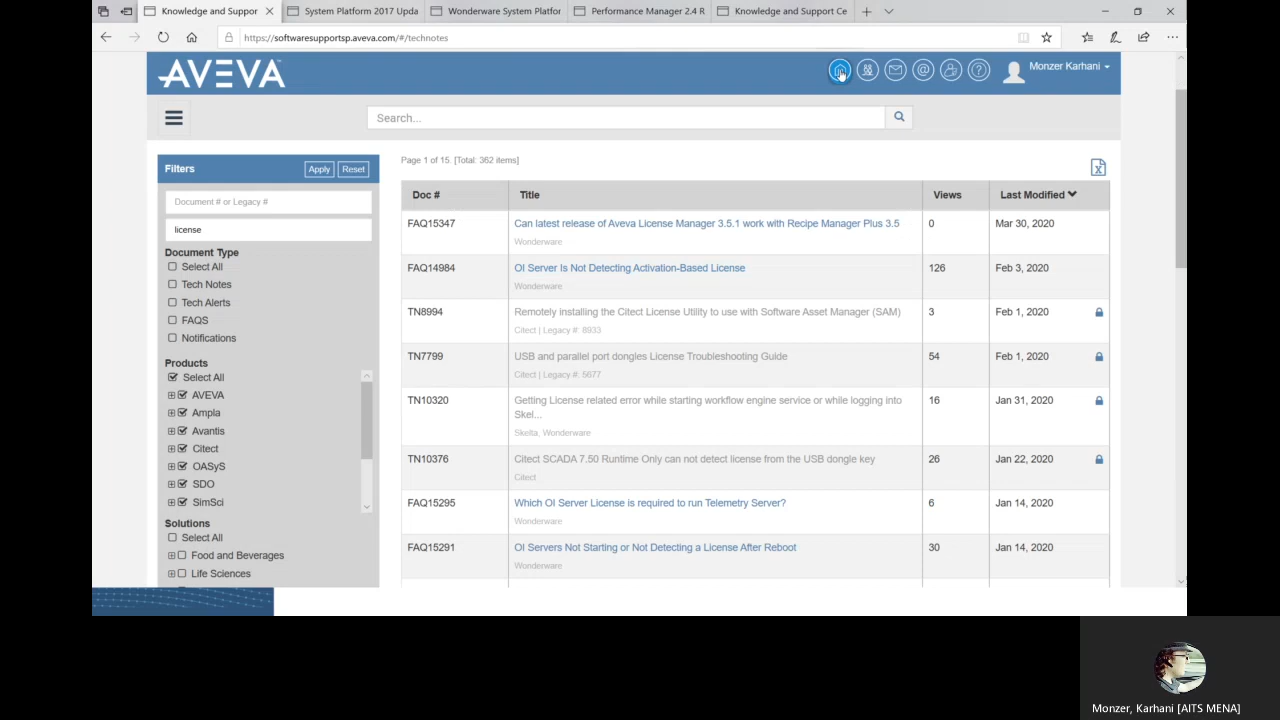 Knowledge and Suppor
System Platform 2017 Upda
Wonderware System Platfor
Performance Manager 2.4 R
Knowledge and Support Ce
https://softwaresupportsp.aveva.com/#/technotes
AVEVA
Monzer Karhani
Search...
Filters
Apply
Reset
Document # or Legacy #
license
Document Type
Select All
Tech Notes
Tech Alerts
FAQS
Notifications
Products
Select All
AVEVA
Ampla
Avantis
Citect
OASyS
SDO
SimSci
Solutions
Select All
Food and Beverages
Life Sciences
Page 1 of 15. [Total: 362 items]
Doc # Title Views Last Modified
FAQ15347 Can latest release of Aveva License Manager 3.5.1 work with Recipe Manager Plus 3.5 0 Mar 30, 2020
Wonderware
FAQ14984 OI Server Is Not Detecting Activation-Based License 126 Feb 3, 2020
Wonderware
TN8994 Remotely installing the Citect License Utility to use with Software Asset Manager (SAM) 3 Feb 1, 2020
Citect | Legacy #: 8933
TN7799 USB and parallel port dongles License Troubleshooting Guide 54 Feb 1, 2020
Citect | Legacy #: 5677
TN10320 Getting License related error while starting workflow engine service or while logging into 16 Jan 31, 2020
Skel...
Skelta, Wonderware
TN10376 Citect SCADA 7.50 Runtime Only can not detect license from the USB dongle key 26 Jan 22, 2020
Citect
FAQ15295 Which OI Server License is required to run Telemetry Server? 6 Jan 14, 2020
Wonderware
FAQ15291 OI Servers Not Starting or Not Detecting a License After Reboot 30 Jan 14, 2020
Wonderware
Monzer, Karhani [AITS MENA]